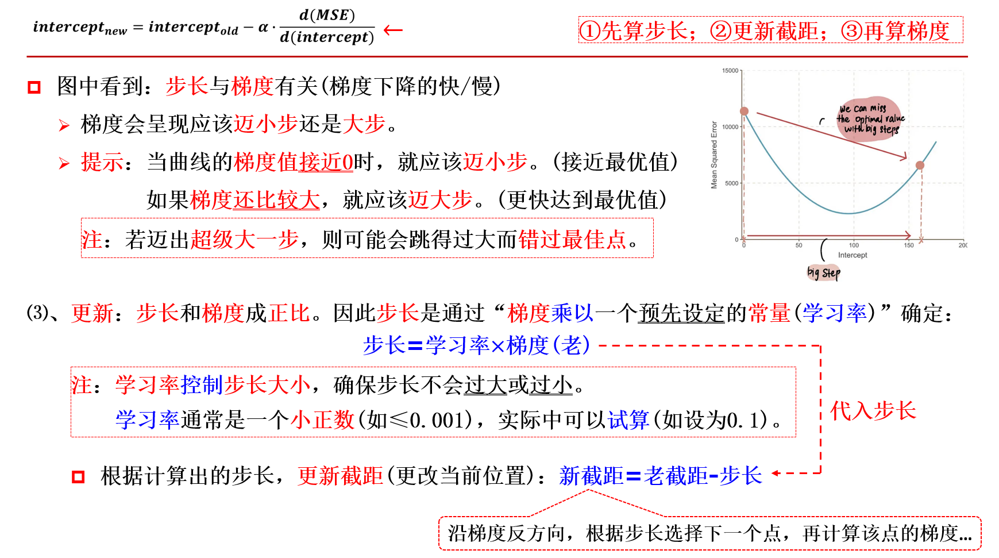 intercept_new = intercept_old − α · d(MSE) / d(intercept) ←
①先算步长；②更新截距；③再算梯度
图中看到：步长与梯度有关(梯度下降的快/慢)
梯度会呈现应该迈小步还是大步。
提示：当曲线的梯度值接近0时，就应该迈小步。(接近最优值)
如果梯度还比较大，就应该迈大步。(更快达到最优值)
注：若迈出超级大一步，则可能会跳得过大而错过最佳点。
15000
10000
5000
0
Mean Squared Error
We can miss
the optimal value
with big steps
0 50 100 150 200
Intercept
big step
⑶、更新：步长和梯度成正比。因此步长是通过“梯度乘以一个预先设定的常量(学习率)”确定：
步长=学习率×梯度(老)
注：学习率控制步长大小，确保步长不会过大或过小。
学习率通常是一个小正数(如≤0.001)，实际中可以试算(如设为0.1)。
代入步长
根据计算出的步长，更新截距(更改当前位置)：新截距=老截距-步长
沿梯度反方向，根据步长选择下一个点，再计算该点的梯度…